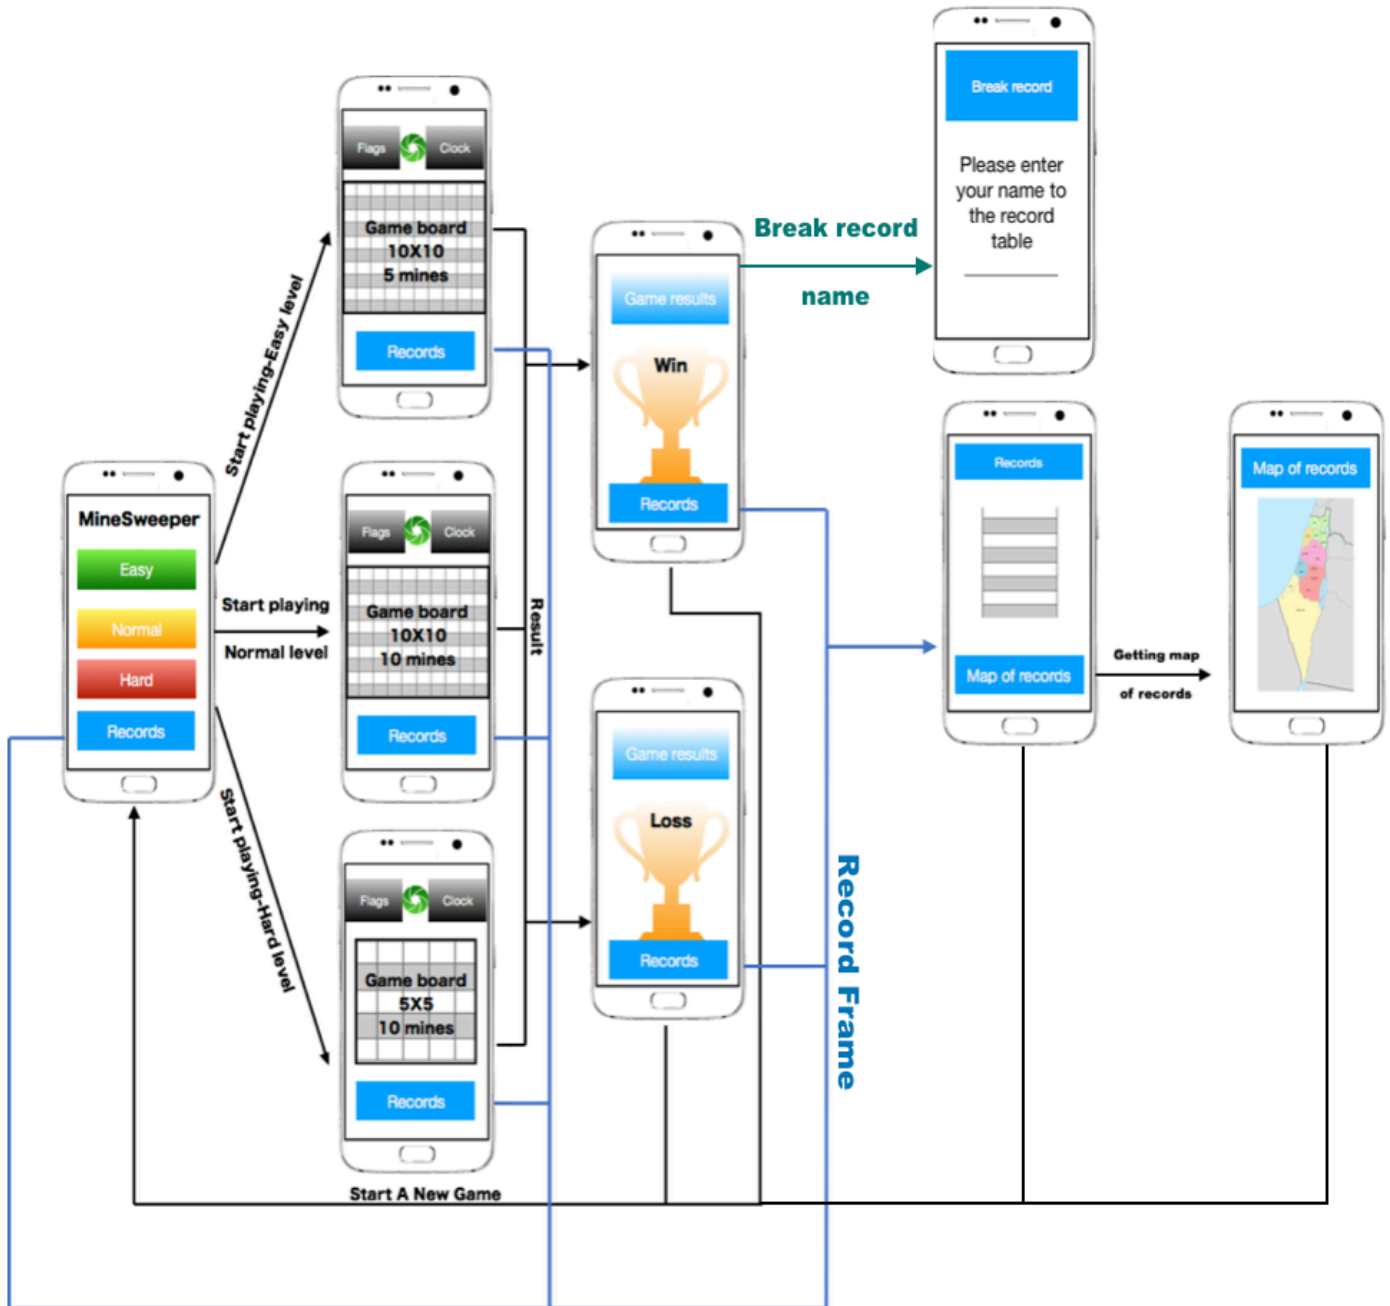 Break record
Please enter
your name to
the record
table
Flags
Clock
Game board
10X10
5 mines
Records
Start playing-Easy level
Break record
name
Game results
Win
Records
MineSweeper
Easy
Normal
Hard
Records
Start playing
Normal level
Flags
Clock
Game board
10X10
10 mines
Records
Result
Records
Map of records
Getting map
of records
Map of records
Start playing-Hard level
Game results
Loss
Records
Flags
Clock
Game board
5X5
10 mines
Records
Record Frame
Start A New Game